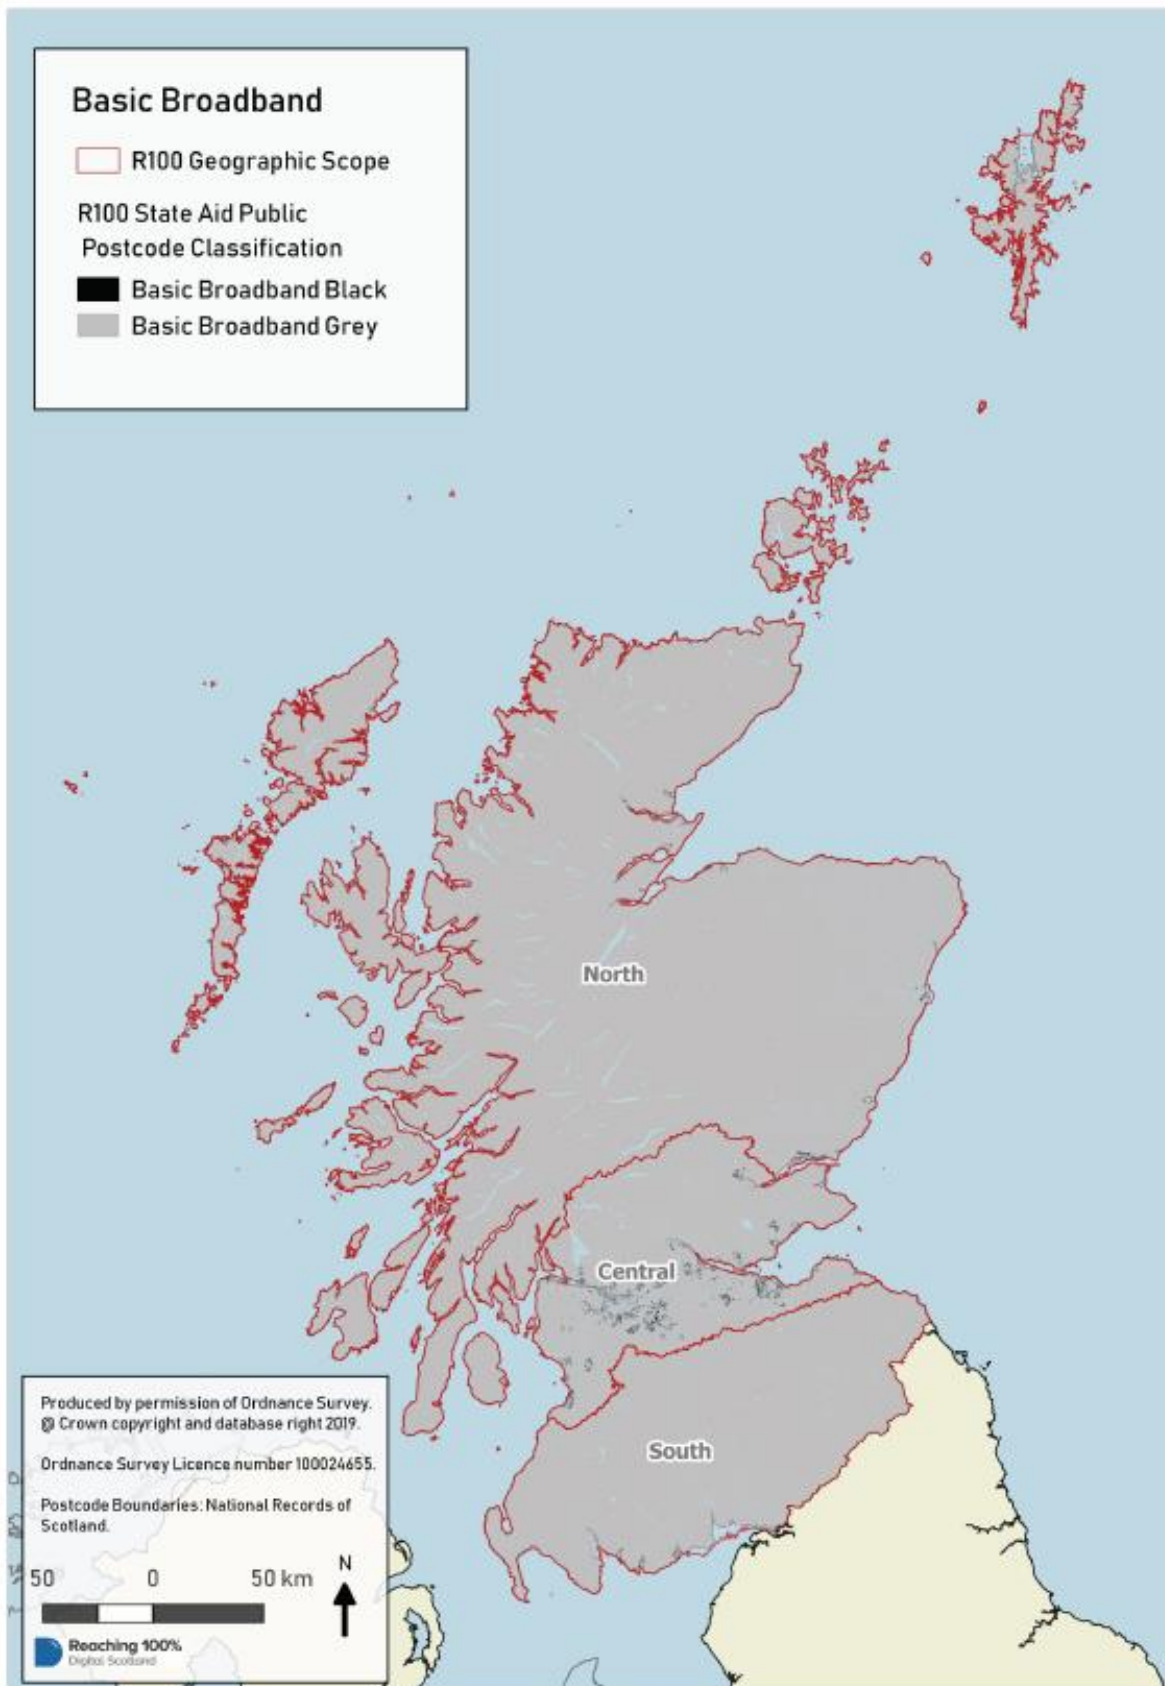 Basic Broadband
R100 Geographic Scope
R100 State Aid Public
Postcode Classification
Basic Broadband Black
Basic Broadband Grey
North
Central
South
Produced by permission of Ordnance Survey.
@ Crown copyright and database right 2019.
Ordnance Survey Licence number 100024655.
Postcode Boundaries: National Records of
Scotland.
50 0 50 km
N
Reaching 100%
Digital Scotland